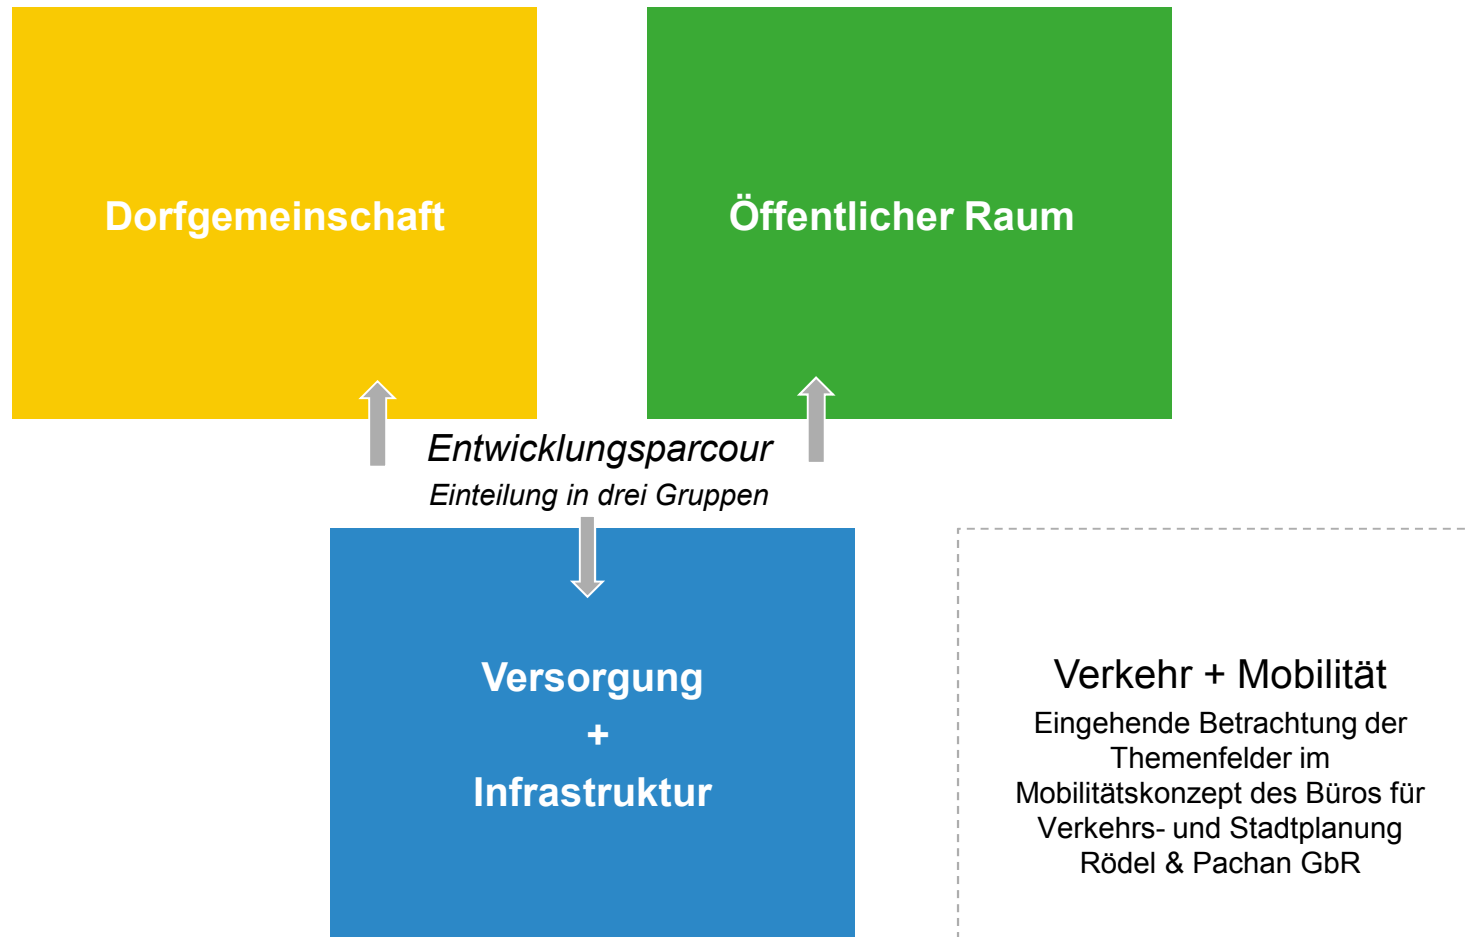 Dorfgemeinschaft
Öffentlicher Raum
Entwicklungsparcour
Einteilung in drei Gruppen
Versorgung
+
Infrastruktur
Verkehr + Mobilität
Eingehende Betrachtung der
Themenfelder im
Mobilitätskonzept des Büros für
Verkehrs- und Stadtplanung
Rödel & Pachan GbR